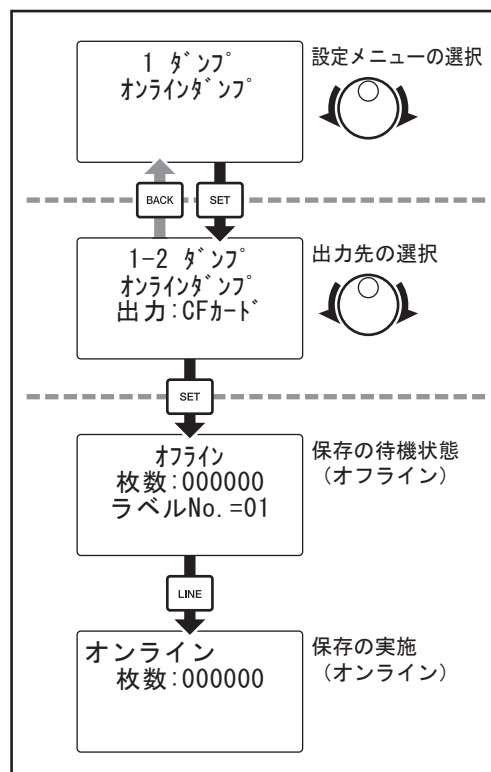 1 ﾀﾞﾝﾌﾟ
ｵﾝﾗｲﾝﾀﾞﾝﾌﾟ
設定メニューの選択
BACK
SET
1-2 ﾀﾞﾝﾌﾟ
ｵﾝﾗｲﾝﾀﾞﾝﾌﾟ
出力:CFｶｰﾄﾞ
出力先の選択
SET
ｵﾌﾗｲﾝ
枚数:000000
ラベルNo.=01
保存の待機状態
（オフライン）
LINE
オンライン
枚数:000000
保存の実施
（オンライン）